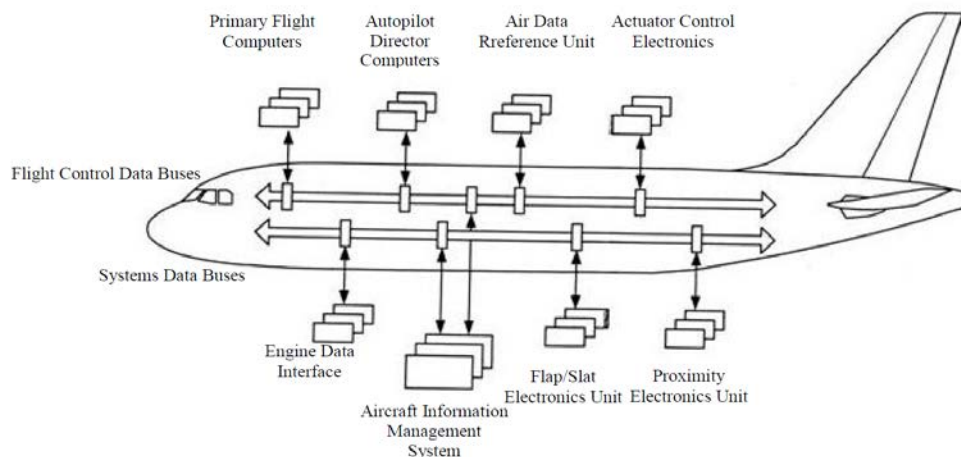 Primary Flight
Computers
Autopilot
Director
Computers
Air Data
Rreference Unit
Actuator Control
Electronics
Flight Control Data Buses
Systems Data Buses
Engine Data
Interface
Aircraft Information
Management
System
Flap/Slat
Electronics Unit
Proximity
Electronics Unit